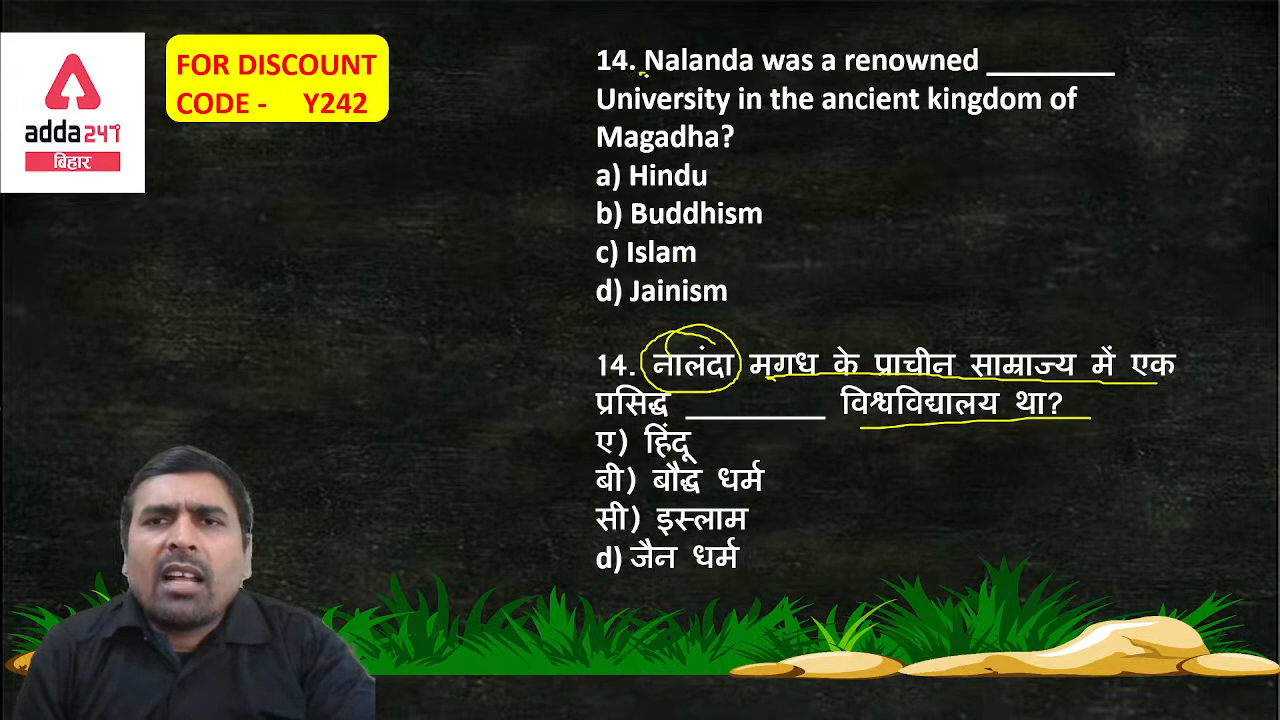 adda247
बिहार
FOR DISCOUNT
CODE - Y242
14. Nalanda was a renowned ________
University in the ancient kingdom of
Magadha?
a) Hindu
b) Buddhism
c) Islam
d) Jainism
14. नालंदा मगध के प्राचीन साम्राज्य में एक
प्रसिद्ध ________ विश्वविद्यालय था?
ए) हिंदू
बी) बौद्ध धर्म
सी) इस्लाम
d) जैन धर्म